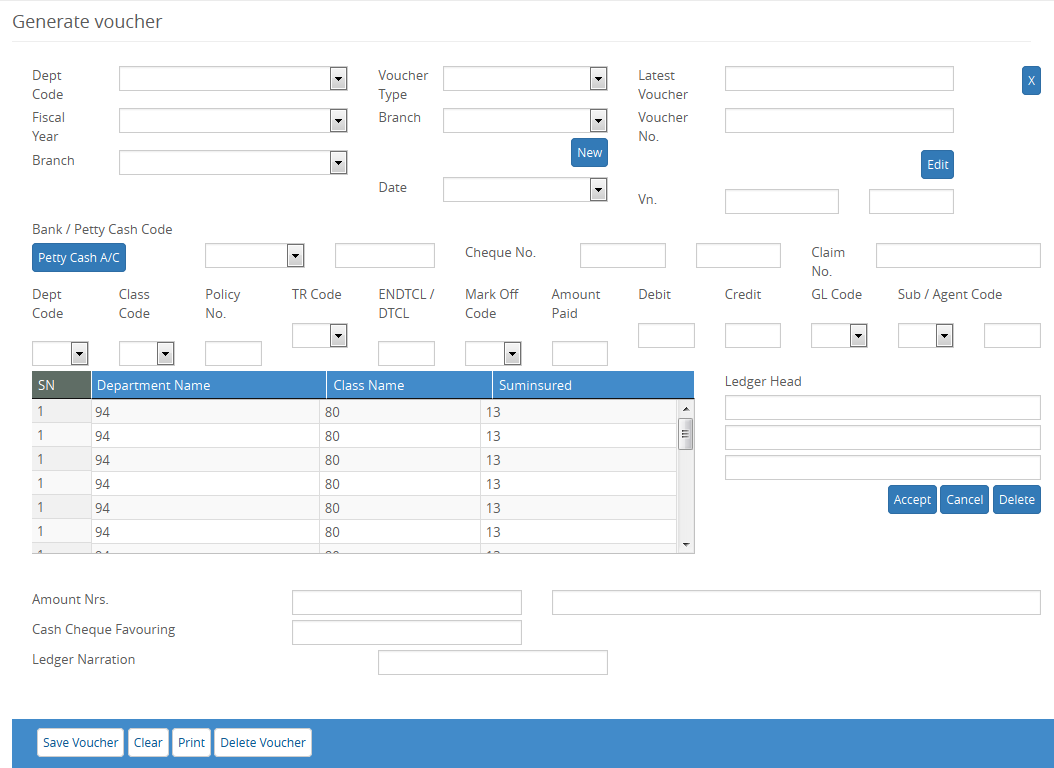 Generate voucher
Dept Code
Voucher Type
Latest Voucher
X
Fiscal Year
Branch
Voucher No.
Branch
New
Edit
Date
Vn.
Bank / Petty Cash Code
Petty Cash A/C
Cheque No.
Claim No.
Dept Code
Class Code
Policy No.
TR Code
ENDTCL / DTCL
Mark Off Code
Amount Paid
Debit
Credit
GL Code
Sub / Agent Code
SN Department Name Class Name Suminsured
1 94 80 13
1 94 80 13
1 94 80 13
1 94 80 13
1 94 80 13
1 94 80 13
Ledger Head
Accept Cancel Delete
Amount Nrs.
Cash Cheque Favouring
Ledger Narration
Save Voucher Clear Print Delete Voucher